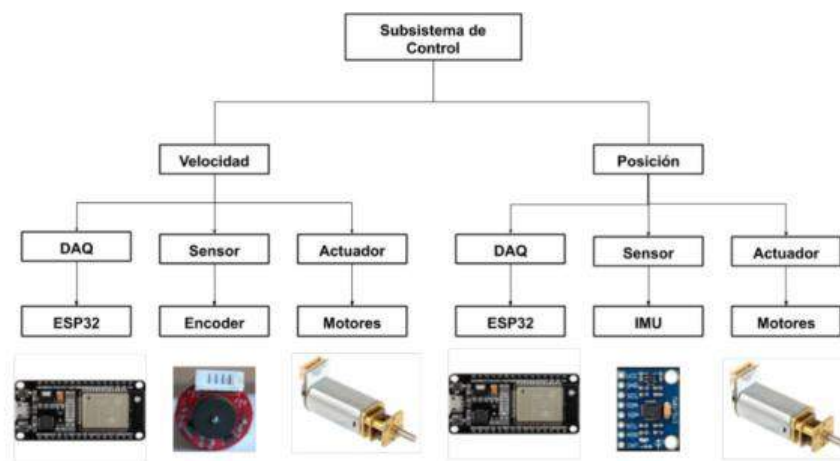 Subsistema de
Control
Velocidad
Posición
DAQ
Sensor
Actuador
DAQ
Sensor
Actuador
ESP32
Encoder
Motores
ESP32
IMU
Motores